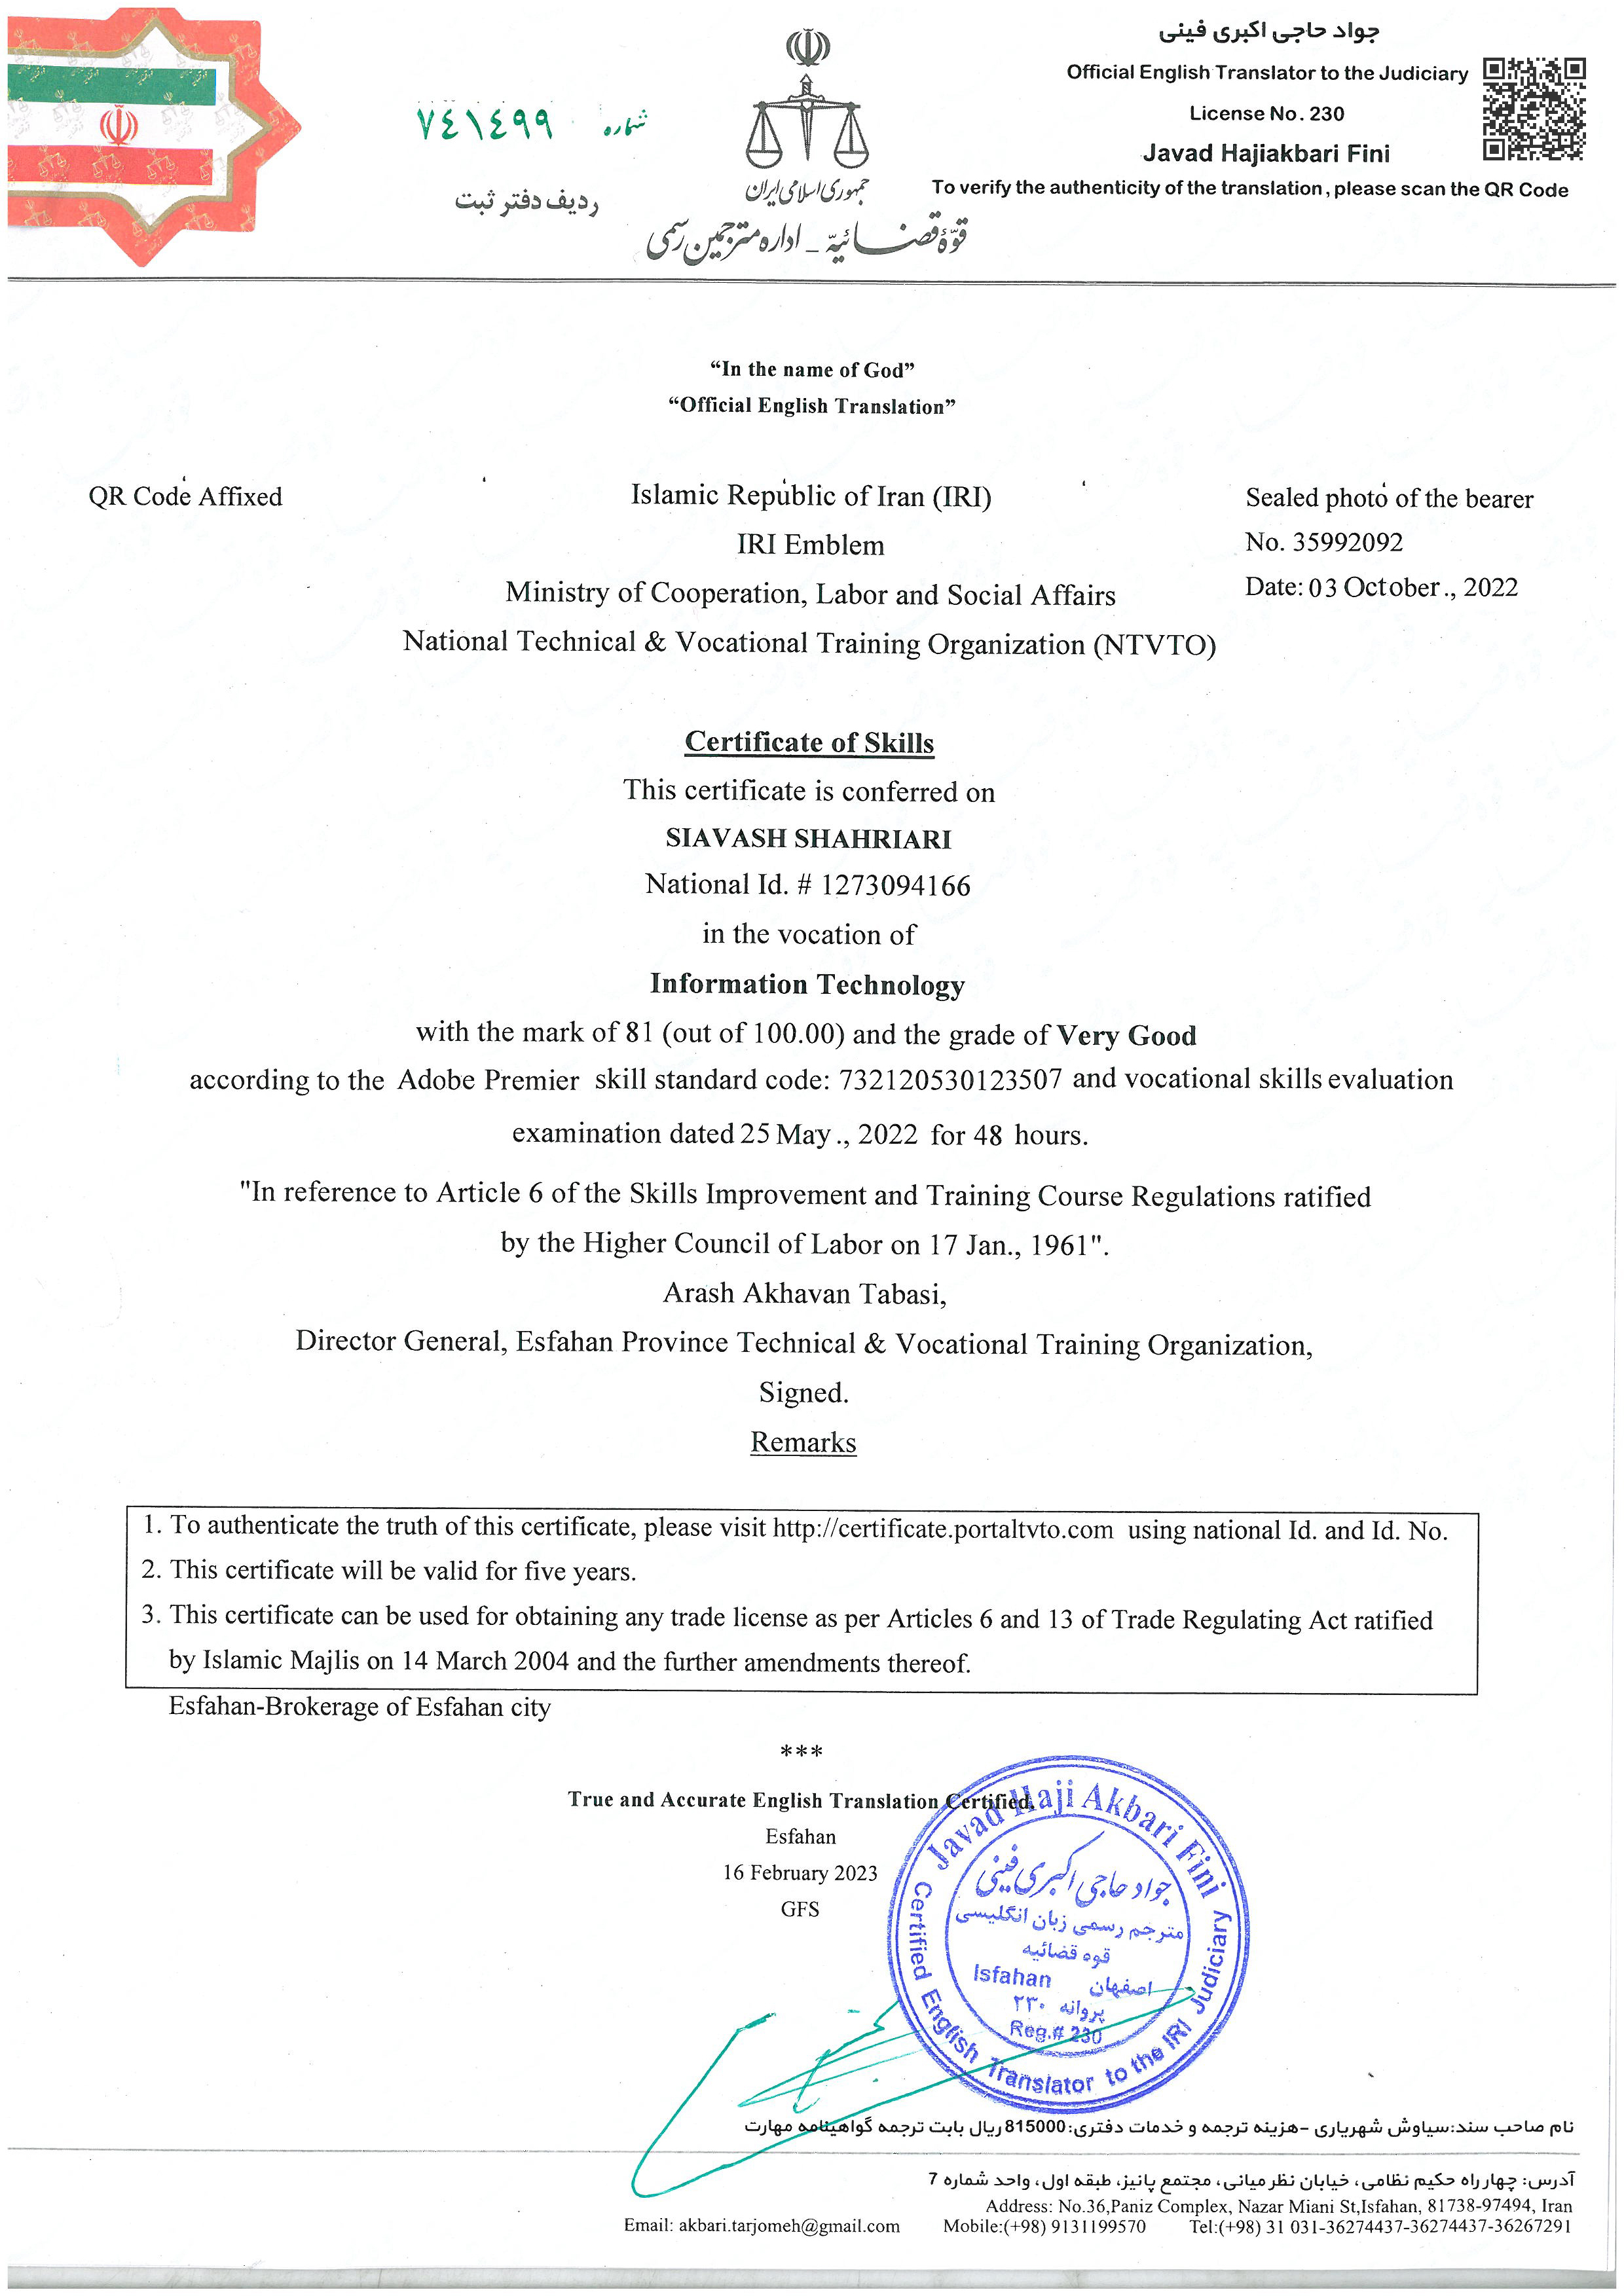 جواد حاجی اکبری فینی
Official English Translator to the Judiciary
License No. 230
Javad Hajiakbari Fini
To verify the authenticity of the translation, please scan the QR Code
شماره ٧٤١٤٩٩
ردیف دفتر ثبت
جمهوری اسلامی ایران
قوّۀ قضائیّه - اداره مترجمین رسمی
“In the name of God”
“Official English Translation”
QR Code Affixed
Islamic Republic of Iran (IRI)
IRI Emblem
Ministry of Cooperation, Labor and Social Affairs
National Technical & Vocational Training Organization (NTVTO)
Sealed photo of the bearer
No. 35992092
Date: 03 October., 2022
Certificate of Skills
This certificate is conferred on
SIAVASH SHAHRIARI
National Id. # 1273094166
in the vocation of
Information Technology
with the mark of 81 (out of 100.00) and the grade of Very Good
according to the Adobe Premier skill standard code: 732120530123507 and vocational skills evaluation
examination dated 25 May., 2022 for 48 hours.
"In reference to Article 6 of the Skills Improvement and Training Course Regulations ratified
by the Higher Council of Labor on 17 Jan., 1961".
Arash Akhavan Tabasi,
Director General, Esfahan Province Technical & Vocational Training Organization,
Signed.
Remarks
1. To authenticate the truth of this certificate, please visit http://certificate.portaltvto.com using national Id. and Id. No.
2. This certificate will be valid for five years.
3. This certificate can be used for obtaining any trade license as per Articles 6 and 13 of Trade Regulating Act ratified
by Islamic Majlis on 14 March 2004 and the further amendments thereof.
Esfahan-Brokerage of Esfahan city
***
True and Accurate English Translation Certified.
Esfahan
16 February 2023
GFS
Javad Haji Akbari Fini
جواد حاجی اکبری فینی
مترجم رسمی زبان انگلیسی
قوه قضائیه
Isfahan اصفهان
پروانه ۲۳۰
Reg.# 230
Certified English Translator to the IRI Judiciary
نام صاحب سند:سیاوش شهریاری -هزینه ترجمه و خدمات دفتری:815000ریال بابت ترجمه گواهینامه مهارت
آدرس: چهارراه حکیم نظامی، خیابان نظر میانی، مجتمع پانیز، طبقه اول، واحد شماره 7
Address: No.36,Paniz Complex, Nazar Miani St,Isfahan, 81738-97494, Iran
Email: akbari.tarjomeh@gmail.com Mobile:(+98) 9131199570 Tel:(+98) 31 031-36274437-36274437-36267291